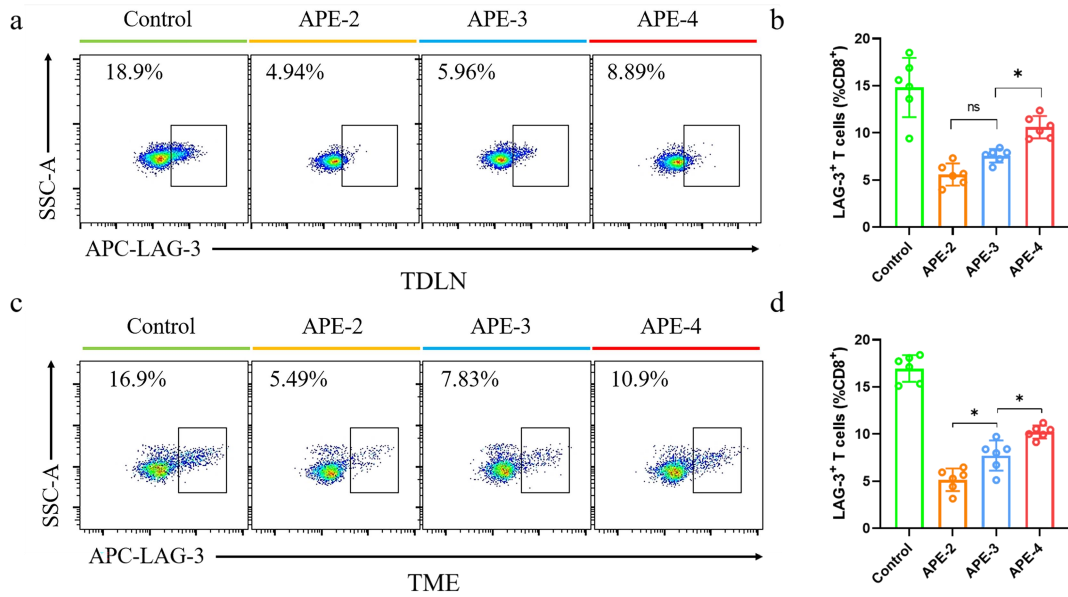 a
Control APE-2 APE-3 APE-4
18.9% 4.94% 5.96% 8.89%
SSC-A
APC-LAG-3
TDLN
b
LAG-3+ T cells (%CD8+)
20
15
10
5
0
ns
*
Control APE-2 APE-3 APE-4
c
Control APE-2 APE-3 APE-4
16.9% 5.49% 7.83% 10.9%
SSC-A
APC-LAG-3
TME
d
LAG-3+ T cells (%CD8+)
20
15
10
5
0
* *
Control APE-2 APE-3 APE-4